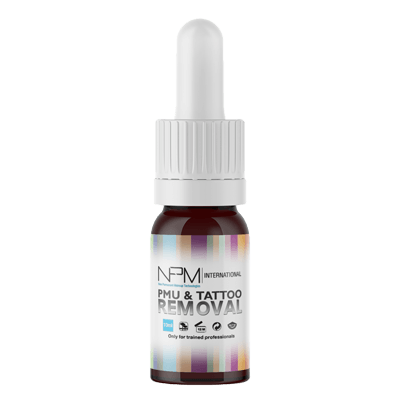 NPM INTERNATIONAL
PMU & TATTOO
REMOVAL
Only for trained professionals